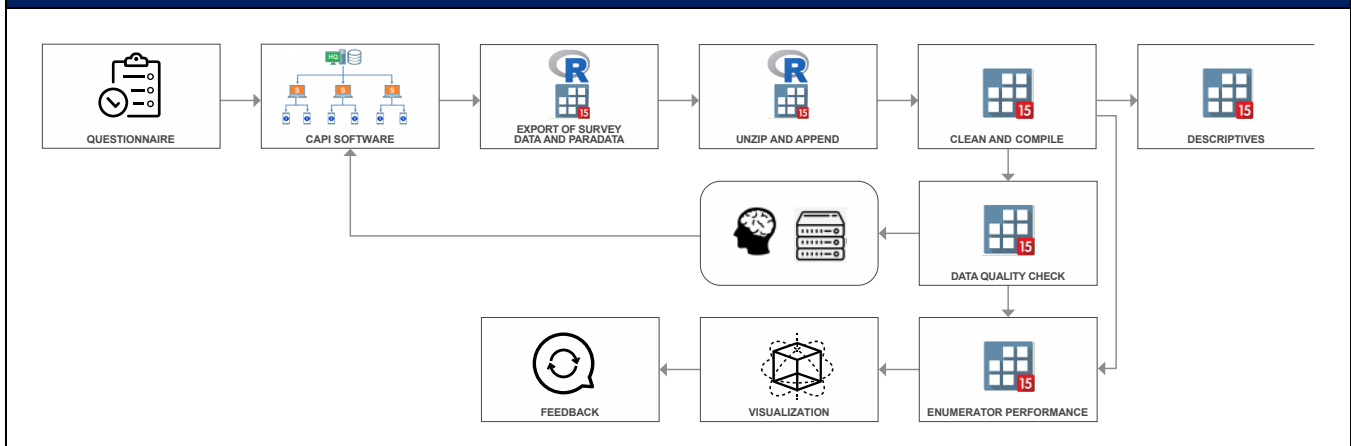 HQ
S
S
S
R
R
15
15
15
15
QUESTIONNAIRE
CAPI SOFTWARE
EXPORT OF SURVEY
DATA AND PARADATA
UNZIP AND APPEND
CLEAN AND COMPILE
DESCRIPTIVES
15
DATA QUALITY CHECK
15
FEEDBACK
VISUALIZATION
ENUMERATOR PERFORMANCE